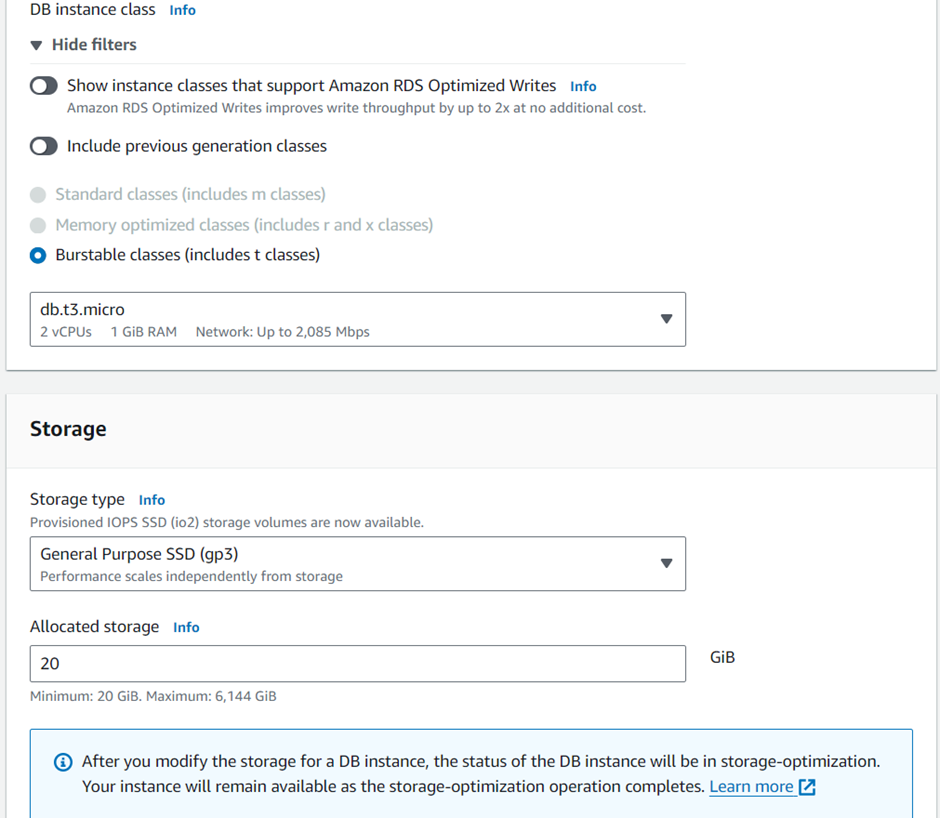 DB instance class Info
Hide filters
Show instance classes that support Amazon RDS Optimized Writes Info
Amazon RDS Optimized Writes improves write throughput by up to 2x at no additional cost.
Include previous generation classes
Standard classes (includes m classes)
Memory optimized classes (includes r and x classes)
Burstable classes (includes t classes)
db.t3.micro
2 vCPUs 1 GiB RAM Network: Up to 2,085 Mbps
Storage
Storage type Info
Provisioned IOPS SSD (io2) storage volumes are now available.
General Purpose SSD (gp3)
Performance scales independently from storage
Allocated storage Info
20 GiB
Minimum: 20 GiB. Maximum: 6,144 GiB
After you modify the storage for a DB instance, the status of the DB instance will be in storage-optimization.
Your instance will remain available as the storage-optimization operation completes. Learn more